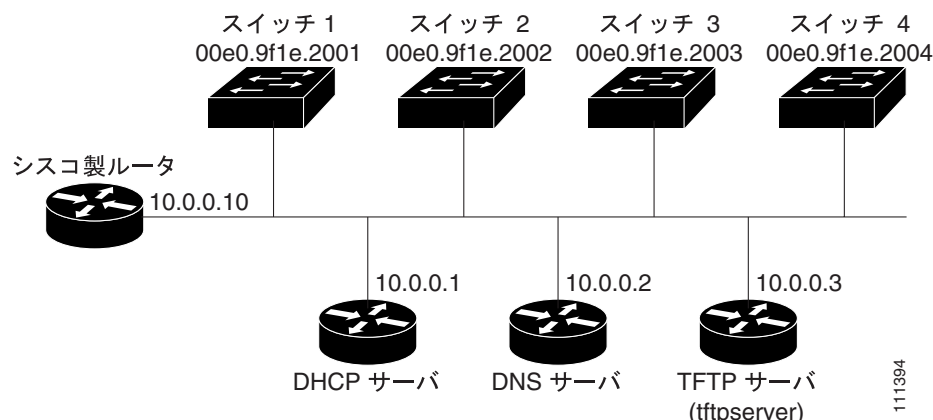 スイッチ 1
00e0.9f1e.2001
スイッチ 2
00e0.9f1e.2002
スイッチ 3
00e0.9f1e.2003
スイッチ 4
00e0.9f1e.2004
シスコ製ルータ
10.0.0.10
10.0.0.1
10.0.0.2
10.0.0.3
DHCP サーバ
DNS サーバ
TFTP サーバ
(tftpserver)
111394